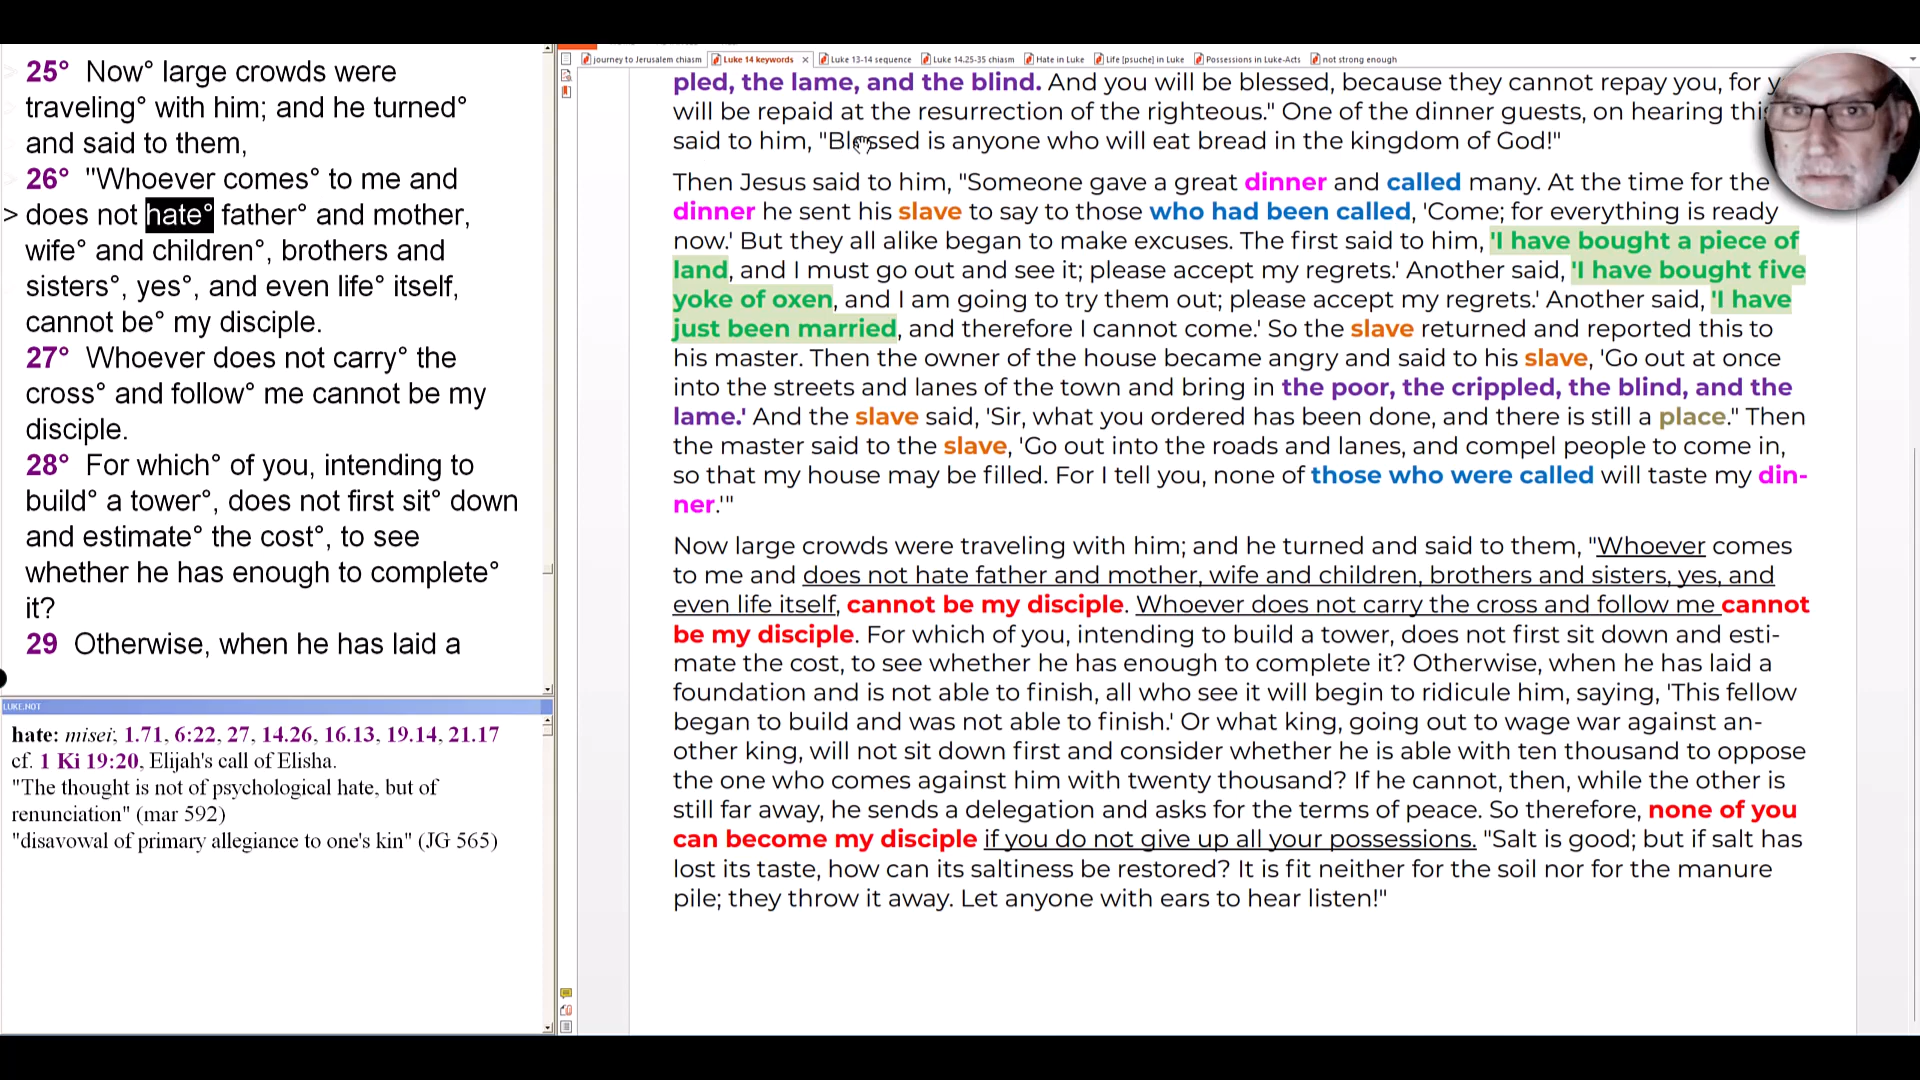 25° Now° large crowds were
traveling° with him; and he turned°
and said to them,
26° "Whoever comes° to me and
> does not hate° father° and mother,
wife° and children°, brothers and
sisters°, yes°, and even life° itself,
cannot be° my disciple.
27° Whoever does not carry° the
cross° and follow° me cannot be my
disciple.
28° For which° of you, intending to
build° a tower°, does not first sit° down
and estimate° the cost°, to see
whether he has enough to complete°
it?
29 Otherwise, when he has laid a
LUKE.NOT
hate: misei; 1.71, 6:22, 27, 14.26, 16.13, 19.14, 21.17
cf. 1 Ki 19:20, Elijah's call of Elisha.
"The thought is not of psychological hate, but of
renunciation" (mar 592)
"disavowal of primary allegiance to one's kin" (JG 565)
journey to Jerusalem chiasm Luke 14 keywords Luke 13-14 sequence Luke 14.25-35 chiasm Hate in Luke Life [psuche] in Luke Possessions in Luke-Acts not strong enough
pled, the lame, and the blind. And you will be blessed, because they cannot repay you, for
will be repaid at the resurrection of the righteous." One of the dinner guests, on hearing
said to him, "Blessed is anyone who will eat bread in the kingdom of God!"
Then Jesus said to him, "Someone gave a great dinner and called many. At the time for the
dinner he sent his slave to say to those who had been called, 'Come; for everything is ready
now.' But they all alike began to make excuses. The first said to him, 'I have bought a piece of
land, and I must go out and see it; please accept my regrets.' Another said, 'I have bought five
yoke of oxen, and I am going to try them out; please accept my regrets.' Another said, 'I have
just been married, and therefore I cannot come.' So the slave returned and reported this to
his master. Then the owner of the house became angry and said to his slave, 'Go out at once
into the streets and lanes of the town and bring in the poor, the crippled, the blind, and the
lame.' And the slave said, 'Sir, what you ordered has been done, and there is still a place." Then
the master said to the slave, 'Go out into the roads and lanes, and compel people to come in,
so that my house may be filled. For I tell you, none of those who were called will taste my din-
ner.'"
Now large crowds were traveling with him; and he turned and said to them, "Whoever comes
to me and does not hate father and mother, wife and children, brothers and sisters, yes, and
even life itself, cannot be my disciple. Whoever does not carry the cross and follow me cannot
be my disciple. For which of you, intending to build a tower, does not first sit down and esti-
mate the cost, to see whether he has enough to complete it? Otherwise, when he has laid a
foundation and is not able to finish, all who see it will begin to ridicule him, saying, 'This fellow
began to build and was not able to finish.' Or what king, going out to wage war against an-
other king, will not sit down first and consider whether he is able with ten thousand to oppose
the one who comes against him with twenty thousand? If he cannot, then, while the other is
still far away, he sends a delegation and asks for the terms of peace. So therefore, none of you
can become my disciple if you do not give up all your possessions. "Salt is good; but if salt has
lost its taste, how can its saltiness be restored? It is fit neither for the soil nor for the manure
pile; they throw it away. Let anyone with ears to hear listen!"